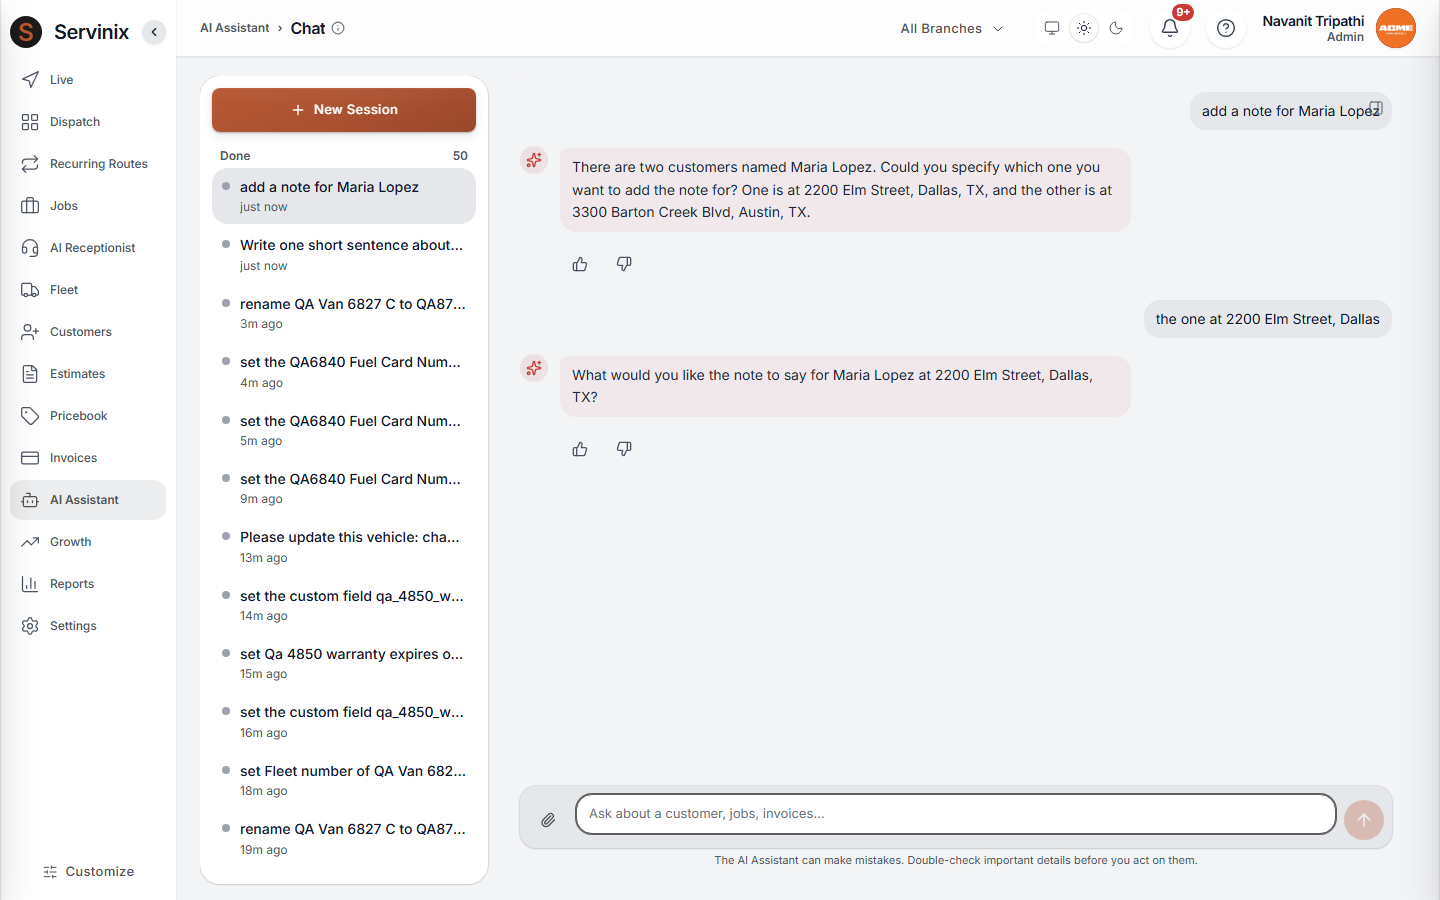 Servinix
Live
Dispatch
Recurring Routes
Jobs
AI Receptionist
Fleet
Customers
Estimates
Pricebook
Invoices
AI Assistant
Growth
Reports
Settings
Customize
AI Assistant › Chat
All Branches
9+
Navanit Tripathi
Admin
ACME
+ New Session
Done 50
add a note for Maria Lopez
just now
Write one short sentence about...
just now
rename QA Van 6827 C to QA87...
3m ago
set the QA6840 Fuel Card Num...
4m ago
set the QA6840 Fuel Card Num...
5m ago
set the QA6840 Fuel Card Num...
9m ago
Please update this vehicle: cha...
13m ago
set the custom field qa_4850_w...
14m ago
set Qa 4850 warranty expires o...
15m ago
set the custom field qa_4850_w...
16m ago
set Fleet number of QA Van 682...
18m ago
rename QA Van 6827 C to QA87...
19m ago
add a note for Maria Lopez
There are two customers named Maria Lopez. Could you specify which one you
want to add the note for? One is at 2200 Elm Street, Dallas, TX, and the other is at
3300 Barton Creek Blvd, Austin, TX.
the one at 2200 Elm Street, Dallas
What would you like the note to say for Maria Lopez at 2200 Elm Street, Dallas,
TX?
Ask about a customer, jobs, invoices...
The AI Assistant can make mistakes. Double-check important details before you act on them.